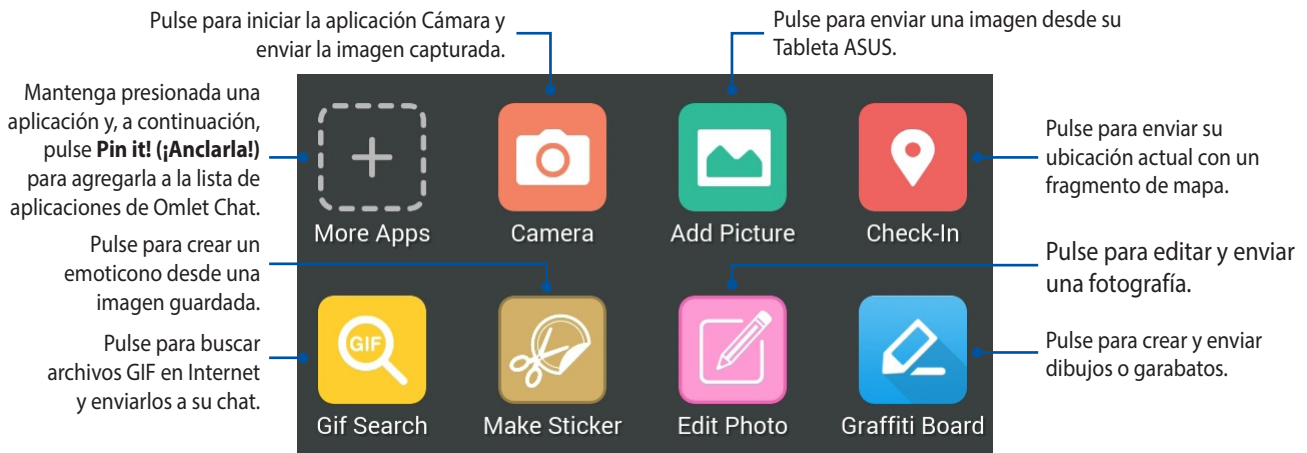 Pulse para iniciar la aplicación Cámara y
enviar la imagen capturada.
Pulse para enviar una imagen desde su
Tableta ASUS.
Mantenga presionada una
aplicación y, a continuación,
pulse Pin it! (¡Anclarla!)
para agregarla a la lista de
aplicaciones de Omlet Chat.
Pulse para enviar su
ubicación actual con un
fragmento de mapa.
More Apps
Camera
Add Picture
Check-In
Pulse para crear un
emoticono desde una
imagen guardada.
Pulse para editar y enviar
una fotografía.
Pulse para buscar
archivos GIF en Internet
y enviarlos a su chat.
GIF
Pulse para crear y enviar
dibujos o garabatos.
Gif Search
Make Sticker
Edit Photo
Graffiti Board